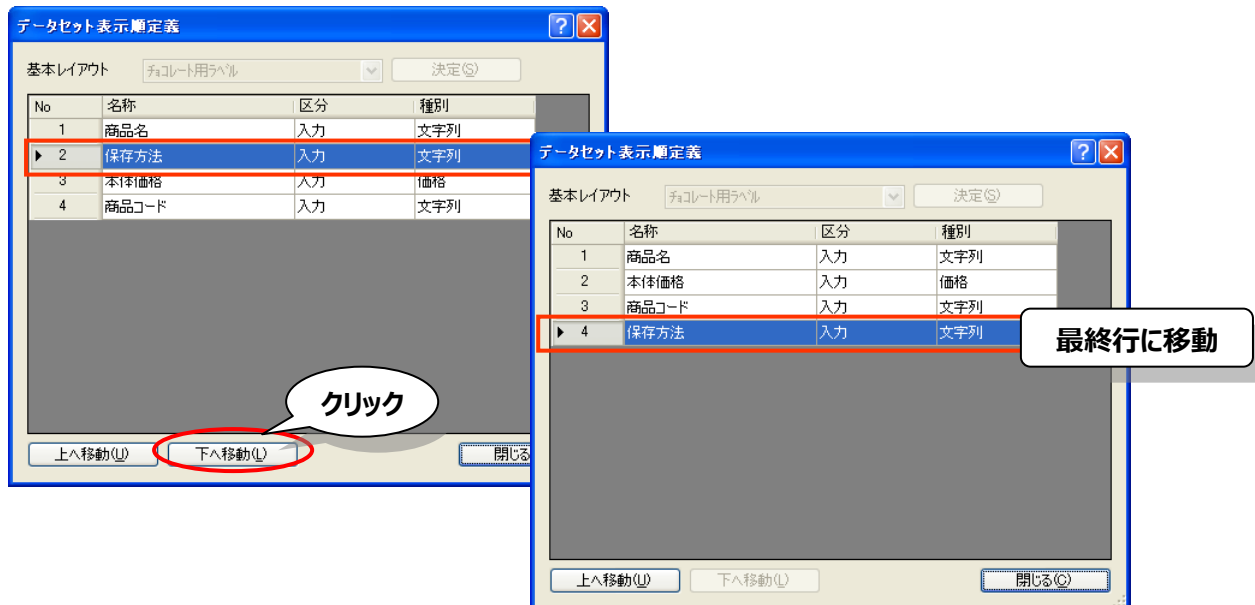 データセット表示順定義
基本レイアウト チョコレート用ラベル 決定(S)
No 名称 区分 種別
1 商品名 入力 文字列
2 保存方法 入力 文字列
3 本体価格 入力 価格
4 商品コード 入力 文字列
クリック
上へ移動(U) 下へ移動(L) 閉じる
データセット表示順定義
基本レイアウト チョコレート用ラベル 決定(S)
No 名称 区分 種別
1 商品名 入力 文字列
2 本体価格 入力 価格
3 商品コード 入力 文字列
4 保存方法 入力 文字列
最終行に移動
上へ移動(U) 下へ移動(L) 閉じる(C)